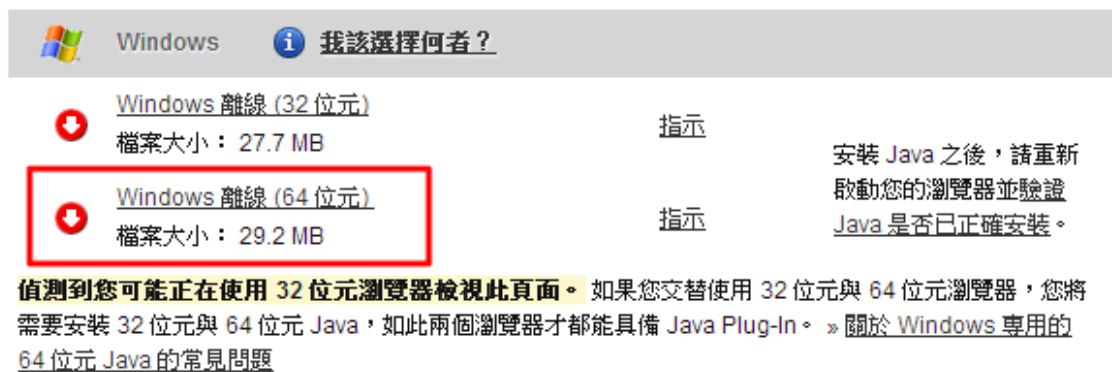 Windows 我該選擇何者？
Windows 離線 (32 位元)
檔案大小： 27.7 MB
指示
Windows 離線 (64 位元)
檔案大小： 29.2 MB
指示
安裝 Java 之後，請重新
啟動您的瀏覽器並驗證
Java 是否已正確安裝。
偵測到您可能正在使用 32 位元瀏覽器檢視此頁面。 如果您交替使用 32 位元與 64 位元瀏覽器，您將
需要安裝 32 位元與 64 位元 Java，如此兩個瀏覽器才都能具備 Java Plug-In。 » 關於 Windows 專用的
64 位元 Java 的常見問題